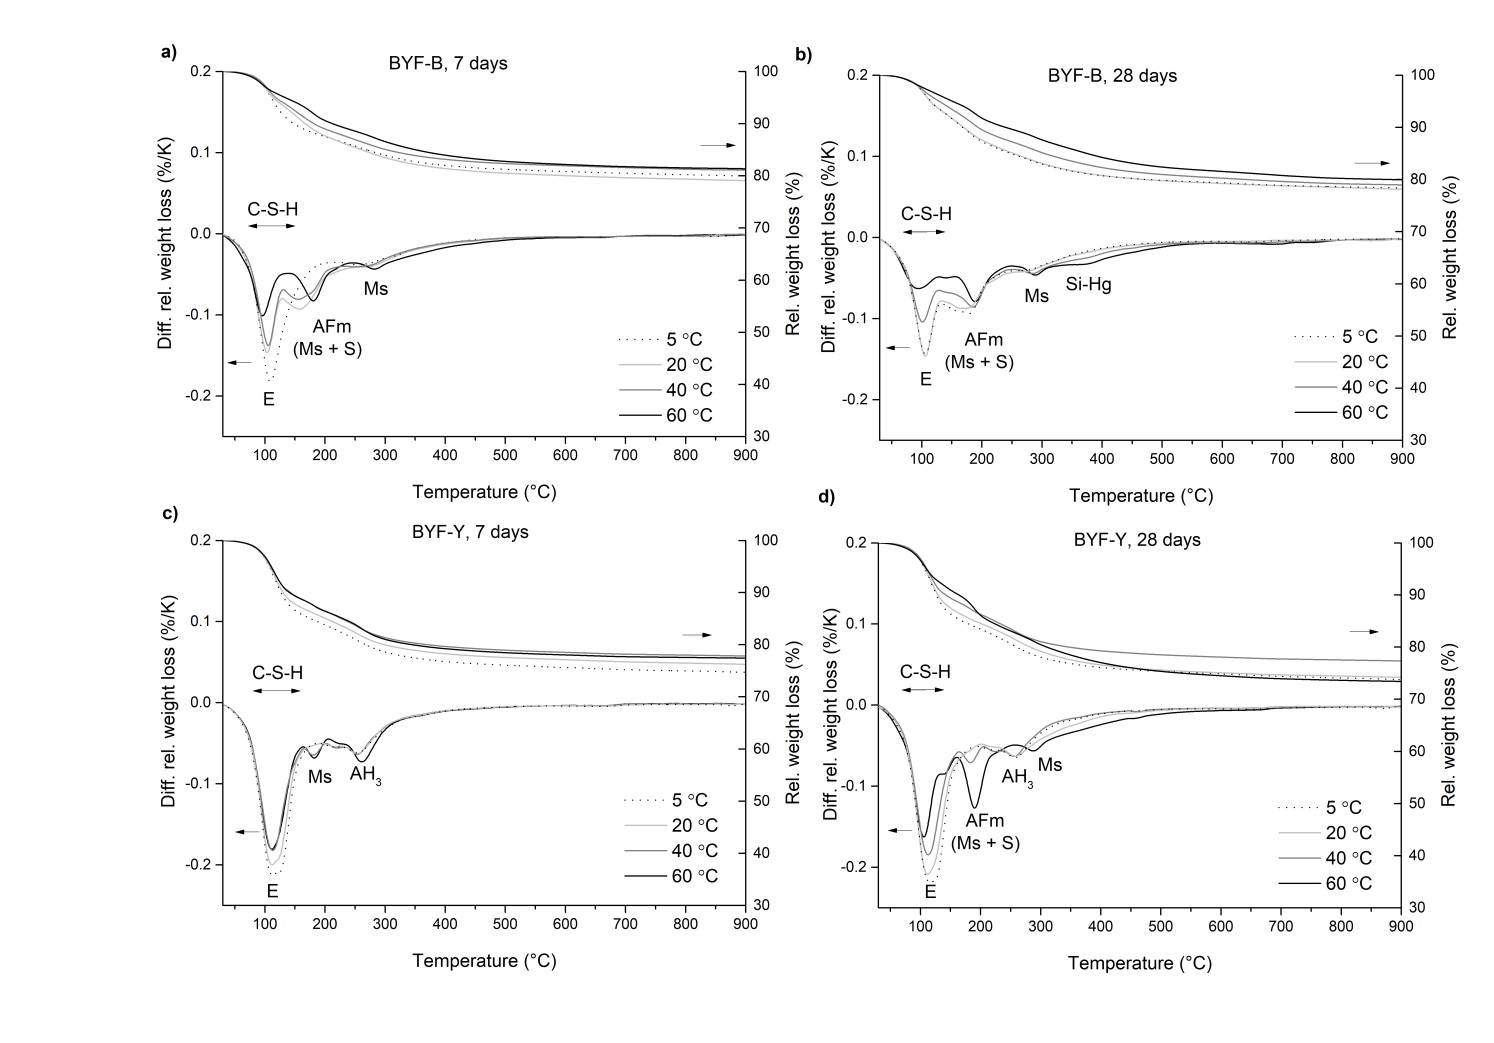 a)
BYF-B, 7 days
0.2
0.1
0.0
-0.1
-0.2
Diff. rel. weight loss (%/K)
100
90
80
70
60
50
40
30
Rel. weight loss (%)
C-S-H
Ms
AFm
(Ms + S)
E
5 °C
20 °C
40 °C
60 °C
100 200 300 400 500 600 700 800 900
Temperature (°C)
b)
BYF-B, 28 days
0.2
0.1
0.0
-0.1
-0.2
Diff. rel. weight loss (%/K)
100
90
80
70
60
50
40
30
Rel. weight loss (%)
C-S-H
Si-Hg
Ms
AFm
(Ms + S)
E
5 °C
20 °C
40 °C
60 °C
100 200 300 400 500 600 700 800 900
Temperature (°C)
c)
BYF-Y, 7 days
0.2
0.1
0.0
-0.1
-0.2
Diff. rel. weight loss (%/K)
100
90
80
70
60
50
40
30
Rel. weight loss (%)
C-S-H
Ms
AH3
E
5 °C
20 °C
40 °C
60 °C
100 200 300 400 500 600 700 800 900
Temperature (°C)
d)
BYF-Y, 28 days
0.2
0.1
0.0
-0.1
-0.2
Diff. rel. weight loss (%/K)
100
90
80
70
60
50
40
30
Rel. weight loss (%)
C-S-H
Ms
AH3
AFm
(Ms + S)
E
5 °C
20 °C
40 °C
60 °C
100 200 300 400 500 600 700 800 900
Temperature (°C)